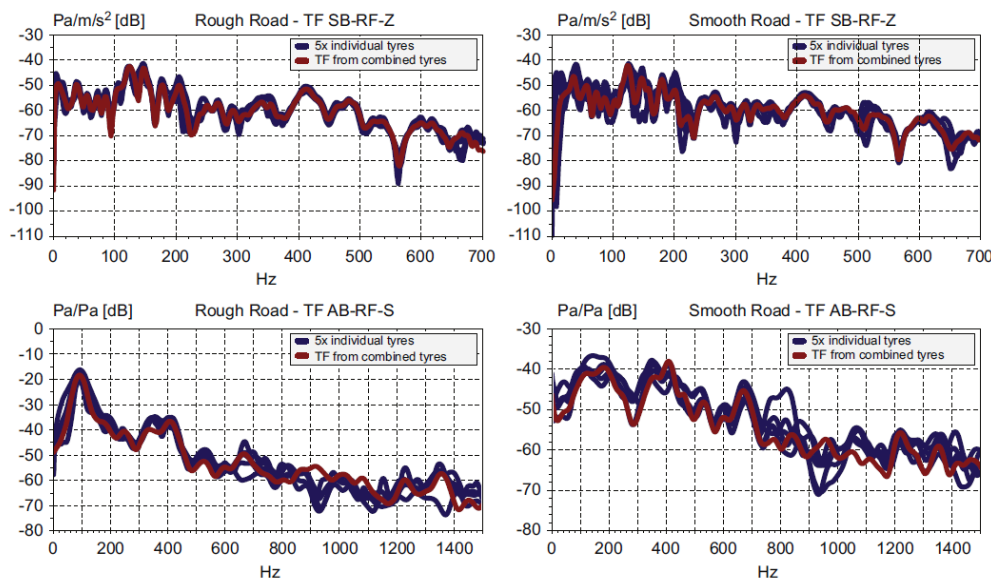 Pa/m/s² [dB] Rough Road - TF SB-RF-Z
-30
-40
-50
-60
-70
-80
-90
-100
-110
5x individual tyres
TF from combined tyres
0 100 200 300 400 500 600 700
Hz
Pa/m/s² [dB] Smooth Road - TF SB-RF-Z
-30
-40
-50
-60
-70
-80
-90
-100
-110
5x individual tyres
TF from combined tyres
0 100 200 300 400 500 600 700
Hz
Pa/Pa [dB] Rough Road - TF AB-RF-S
0
-10
-20
-30
-40
-50
-60
-70
-80
5x individual tyres
TF from combined tyres
0 200 400 600 800 1000 1200 1400
Hz
Pa/Pa [dB] Smooth Road - TF AB-RF-S
-30
-40
-50
-60
-70
-80
5x individual tyres
TF from combined tyres
0 200 400 600 800 1000 1200 1400
Hz